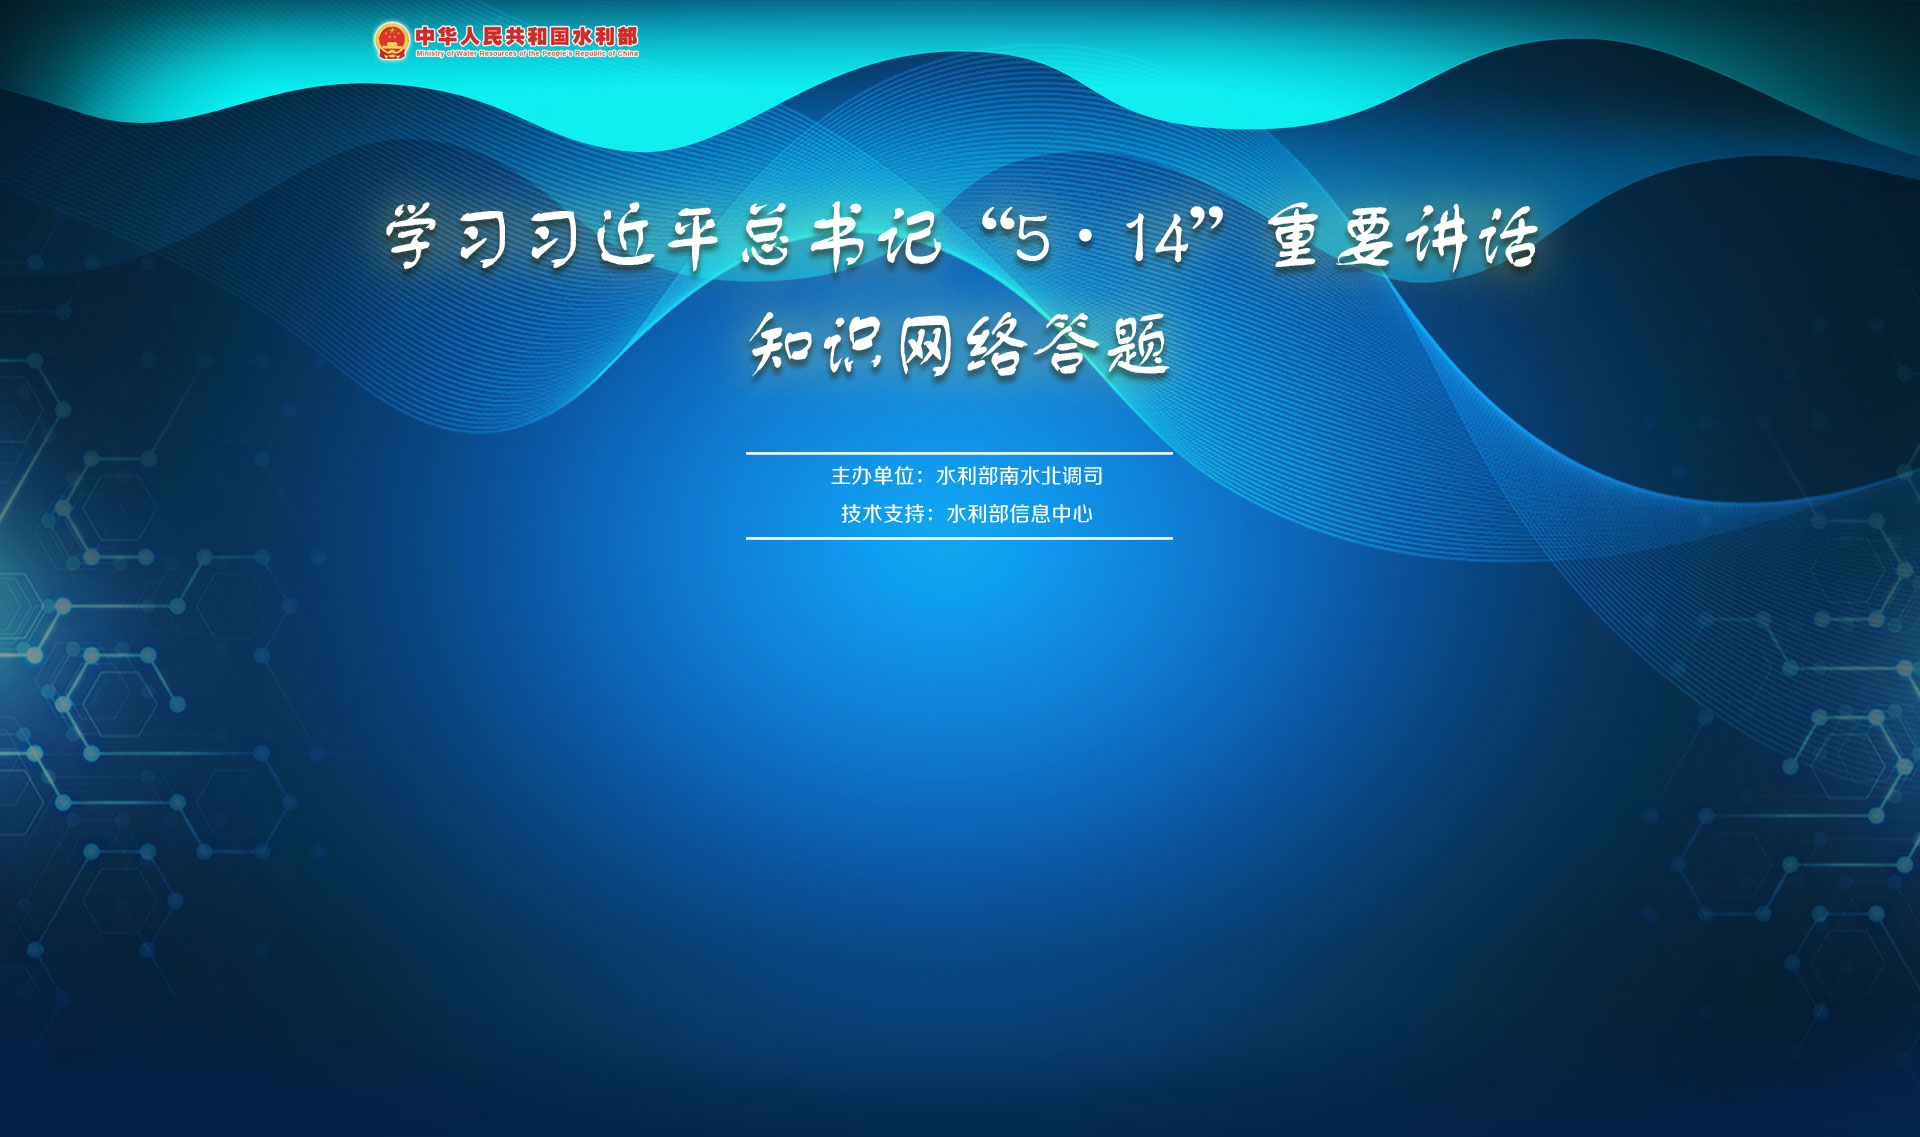 中华人民共和国水利部
Ministry of Water Resources of the People's Republic of China
学习习近平总书记“5·14”重要讲话
知识网络答题
主办单位：水利部南水北调司
技术支持：水利部信息中心